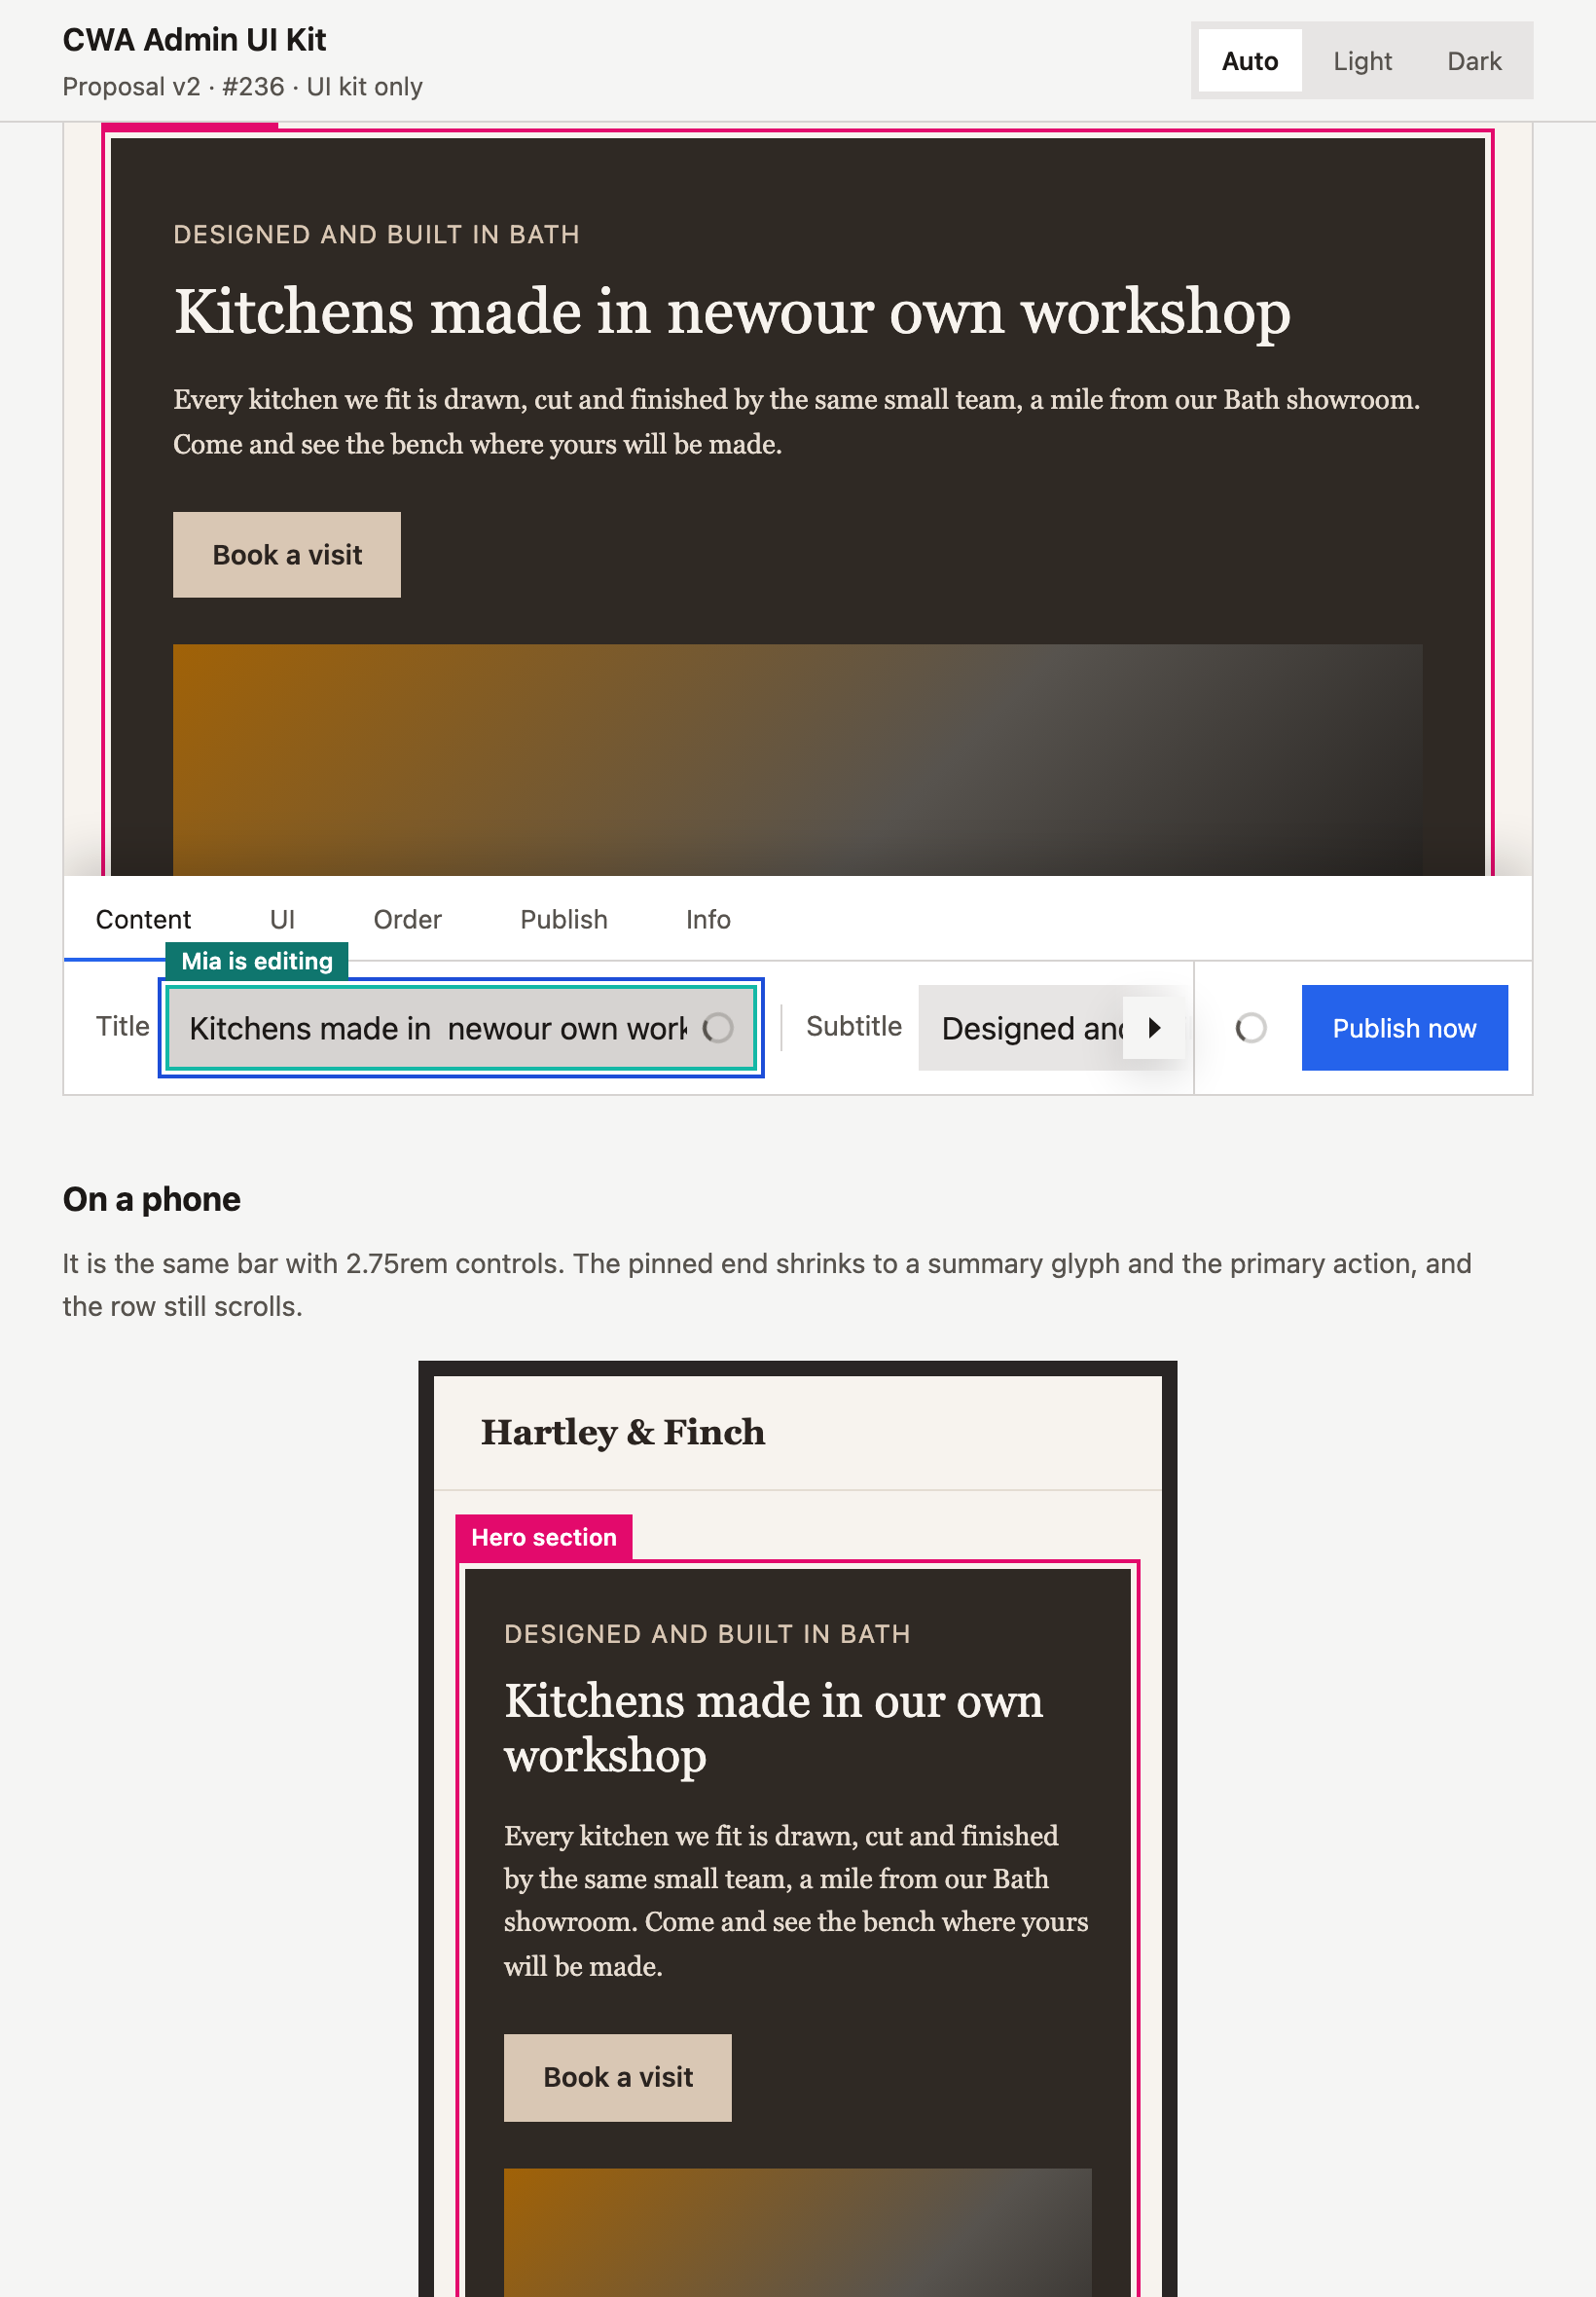 CWA Admin UI Kit
Proposal v2 · #236 · UI kit only
Auto Light Dark
DESIGNED AND BUILT IN BATH
Kitchens made in newour own workshop
Every kitchen we fit is drawn, cut and finished by the same small team, a mile from our Bath showroom.
Come and see the bench where yours will be made.
Book a visit
Content UI Order Publish Info
Mia is editing
Title Kitchens made in  newour own work Subtitle Designed and Publish now
On a phone
It is the same bar with 2.75rem controls. The pinned end shrinks to a summary glyph and the primary action, and
the row still scrolls.
Hartley & Finch
Hero section
DESIGNED AND BUILT IN BATH
Kitchens made in our own
workshop
Every kitchen we fit is drawn, cut and finished
by the same small team, a mile from our Bath
showroom. Come and see the bench where yours
will be made.
Book a visit